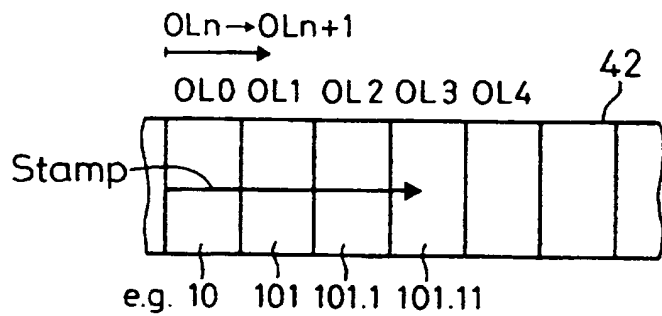 OLn→OLn+1
OL0 OL1 OL2 OL3 OL4 42
Stamp
e.g. 10 101 101.1 101.11